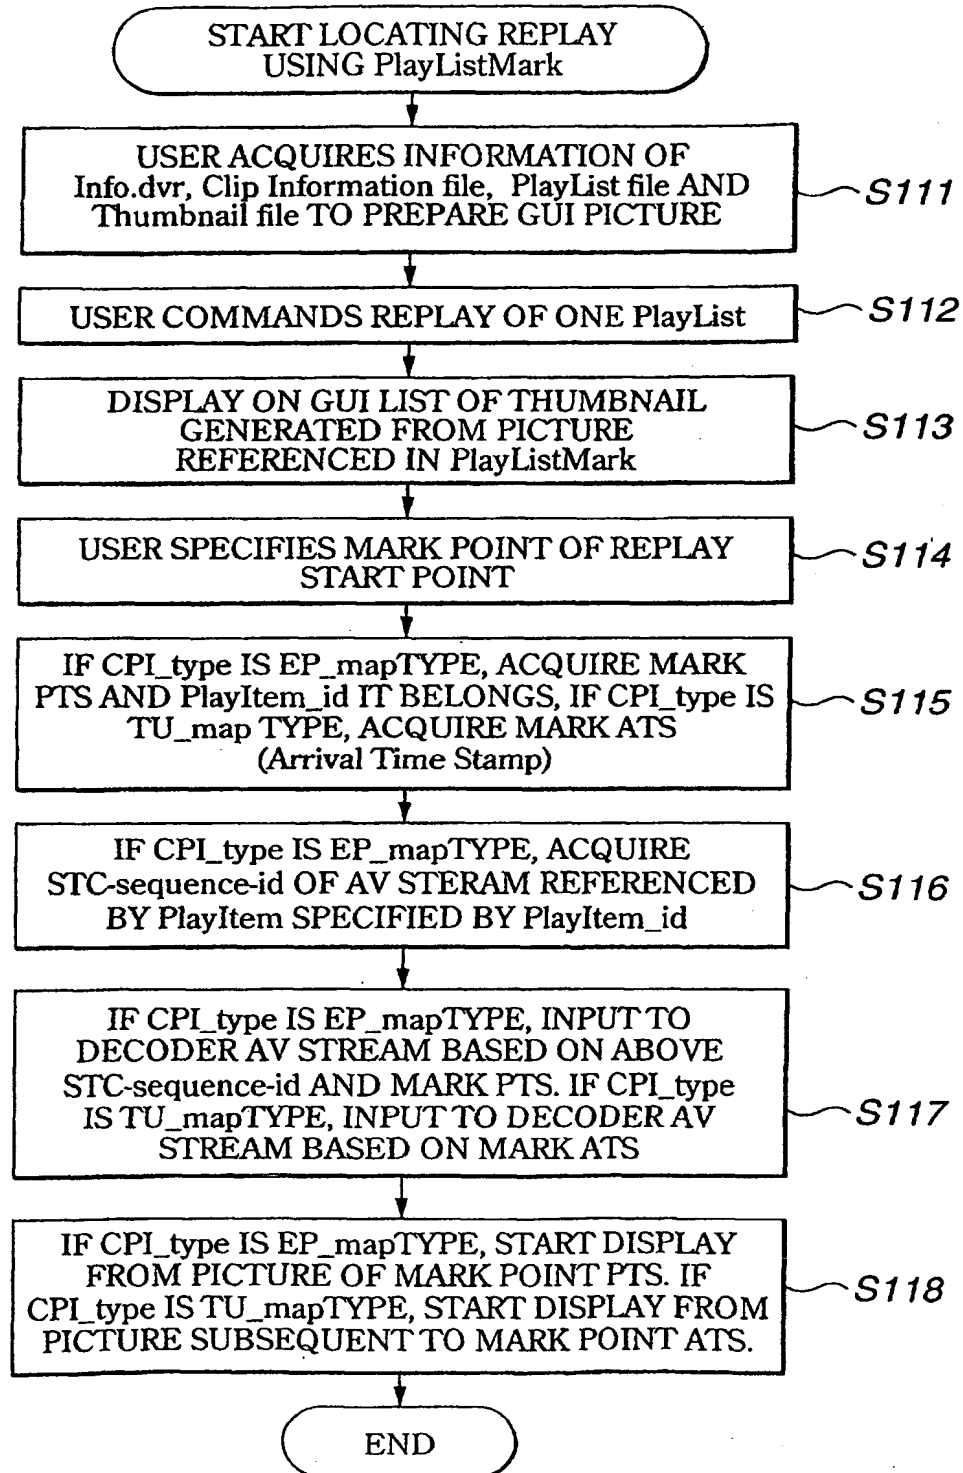 START LOCATING REPLAY
USING PlayListMark
USER ACQUIRES INFORMATION OF
Info.dvr, Clip Information file, PlayList file AND
Thumbnail file TO PREPARE GUI PICTURE
S111
USER COMMANDS REPLAY OF ONE PlayList
S112
DISPLAY ON GUI LIST OF THUMBNAIL
GENERATED FROM PICTURE
REFERENCED IN PlayListMark
S113
USER SPECIFIES MARK POINT OF REPLAY
START POINT
S114
IF CPI_type IS EP_mapTYPE, ACQUIRE MARK
PTS AND PlayItem_id IT BELONGS, IF CPI_type IS
TU_map TYPE, ACQUIRE MARK ATS
(Arrival Time Stamp)
S115
IF CPI_type IS EP_mapTYPE, ACQUIRE
STC-sequence-id OF AV STERAM REFERENCED
BY PlayItem SPECIFIED BY PlayItem_id
S116
IF CPI_type IS EP_mapTYPE, INPUT TO
DECODER AV STREAM BASED ON ABOVE
STC-sequence-id AND MARK PTS. IF CPI_type
IS TU_mapTYPE, INPUT TO DECODER AV
STREAM BASED ON MARK ATS
S117
IF CPI_type IS EP_mapTYPE, START DISPLAY
FROM PICTURE OF MARK POINT PTS. IF
CPI_type IS TU_mapTYPE, START DISPLAY FROM
PICTURE SUBSEQUENT TO MARK POINT ATS.
S118
END